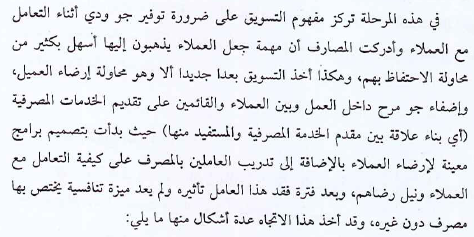 في هذه المرحلة تركز مفهوم التسويق على ضرورة توفير جو ودي أثناء التعامل
مع العملاء وأدركت المصارف أن مهمة جعل العملاء يذهبون إليها أسهل بكثير من
محاولة الاحتفاظ بهم، وهكذا أخذ التسويق بعدا جديدا ألا وهو محاولة إرضاء العميل،
وإضفاء جو مرح داخل العمل وبين العملاء والقائمين على تقديم الخدمات المصرفية
(أي بناء علاقة بين مقدم الخدمة المصرفية والمستفيد منها) حيث بدأت بتصميم برامج
معينة لإرضاء العملاء بالإضافة إلى تدريب العاملين بالمصرف على كيفية التعامل مع
العملاء ونيل رضاهم، وبعد فترة فقد هذا العامل تأثيره ولم يعد ميزة تنافسية يختص بها
مصرف دون غيره، وقد أخذ هذا الاتجاه عدة أشكال منها ما يلي: